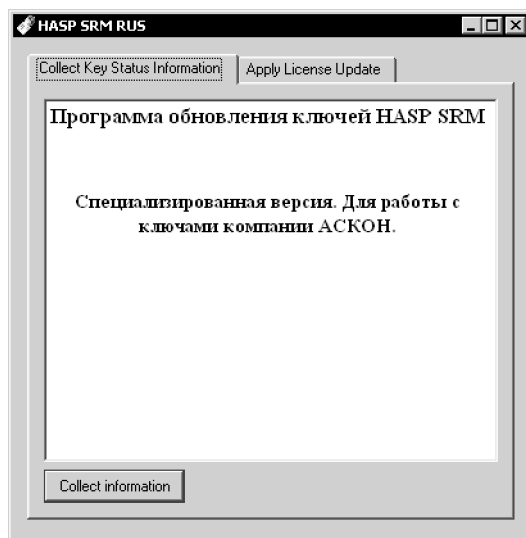 HASP SRM RUS
Collect Key Status Information
Apply License Update
Программа обновления ключей HASP SRM
Специализированная версия. Для работы с
ключами компании АСКОН.
Collect information